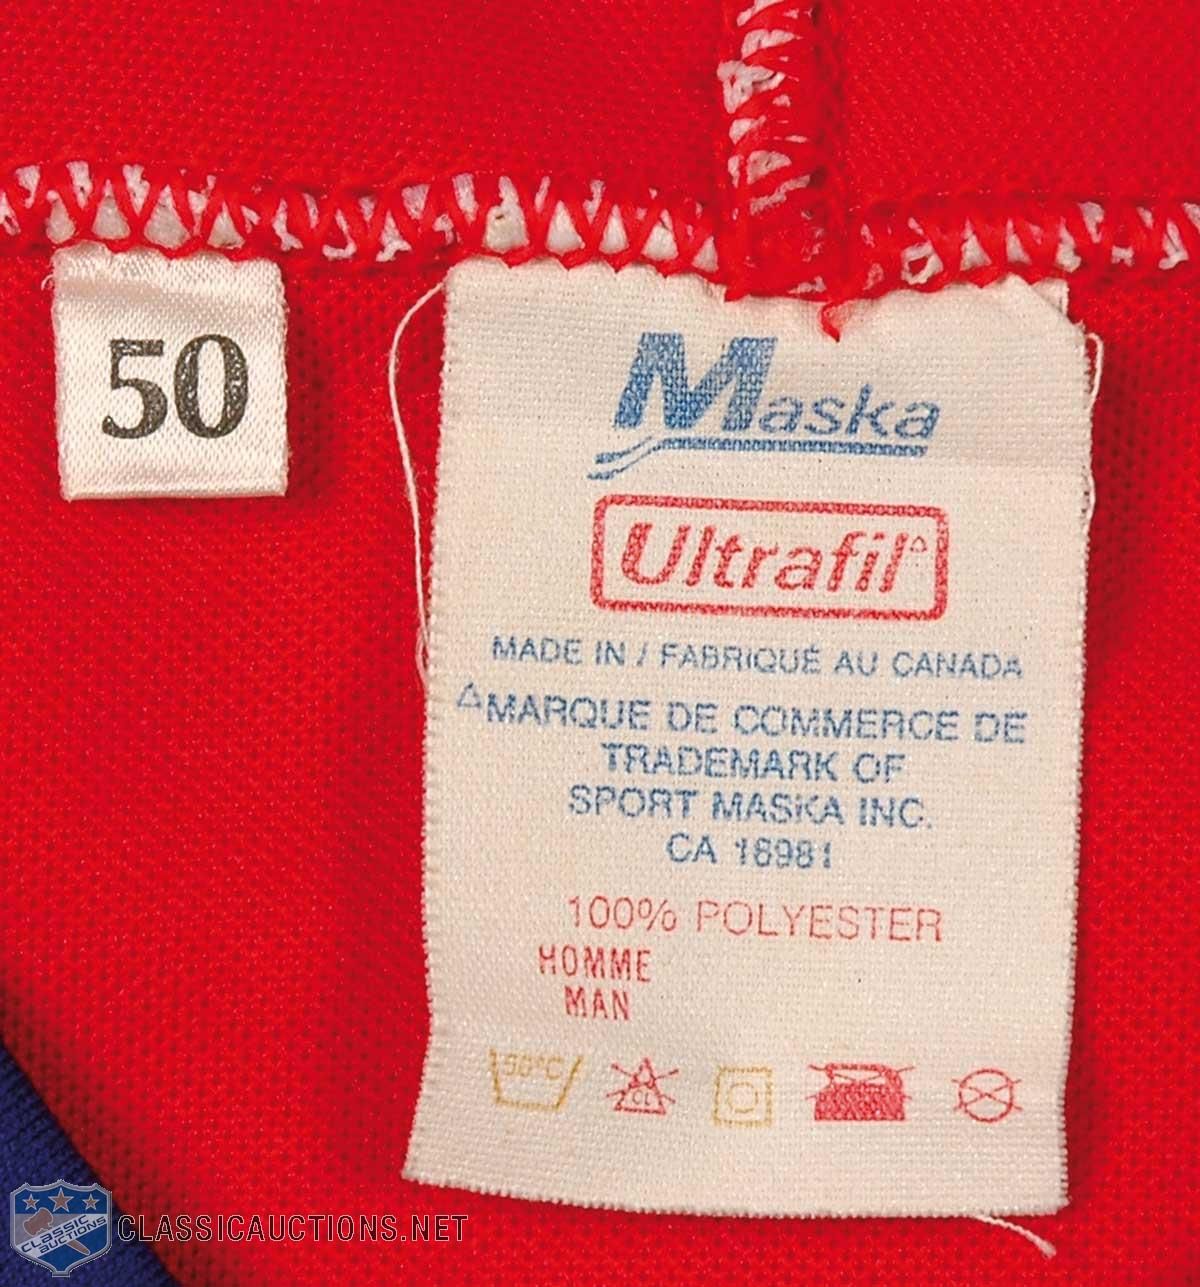 50
Maska
Ultrafil△
MADE IN / FABRIQUÉ AU CANADA
△MARQUE DE COMMERCE DE
TRADEMARK OF
SPORT MASKA INC.
CA 16981
100% POLYESTER
HOMME
MAN
50°C
CL
CLASSIC
AUCTIONS
CLASSICAUCTIONS.NET